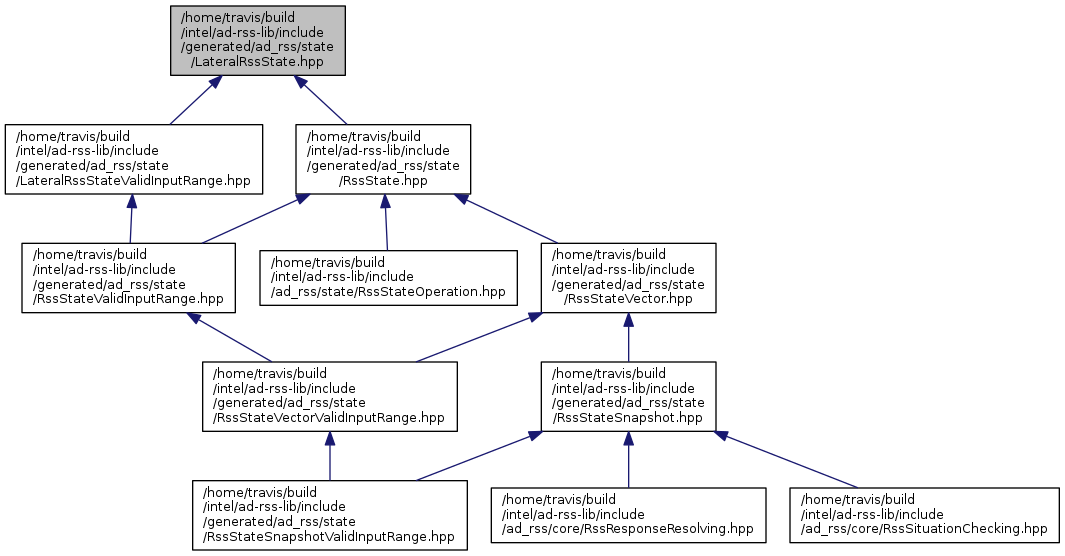 /home/travis/build
/intel/ad-rss-lib/include
/generated/ad_rss/state
/LateralRssState.hpp
/home/travis/build
/intel/ad-rss-lib/include
/generated/ad_rss/state
/LateralRssStateValidInputRange.hpp
/home/travis/build
/intel/ad-rss-lib/include
/generated/ad_rss/state
/RssState.hpp
/home/travis/build
/intel/ad-rss-lib/include
/generated/ad_rss/state
/RssStateValidInputRange.hpp
/home/travis/build
/intel/ad-rss-lib/include
/ad_rss/state/RssStateOperation.hpp
/home/travis/build
/intel/ad-rss-lib/include
/generated/ad_rss/state
/RssStateVector.hpp
/home/travis/build
/intel/ad-rss-lib/include
/generated/ad_rss/state
/RssStateVectorValidInputRange.hpp
/home/travis/build
/intel/ad-rss-lib/include
/generated/ad_rss/state
/RssStateSnapshot.hpp
/home/travis/build
/intel/ad-rss-lib/include
/generated/ad_rss/state
/RssStateSnapshotValidInputRange.hpp
/home/travis/build
/intel/ad-rss-lib/include
/ad_rss/core/RssResponseResolving.hpp
/home/travis/build
/intel/ad-rss-lib/include
/ad_rss/core/RssSituationChecking.hpp